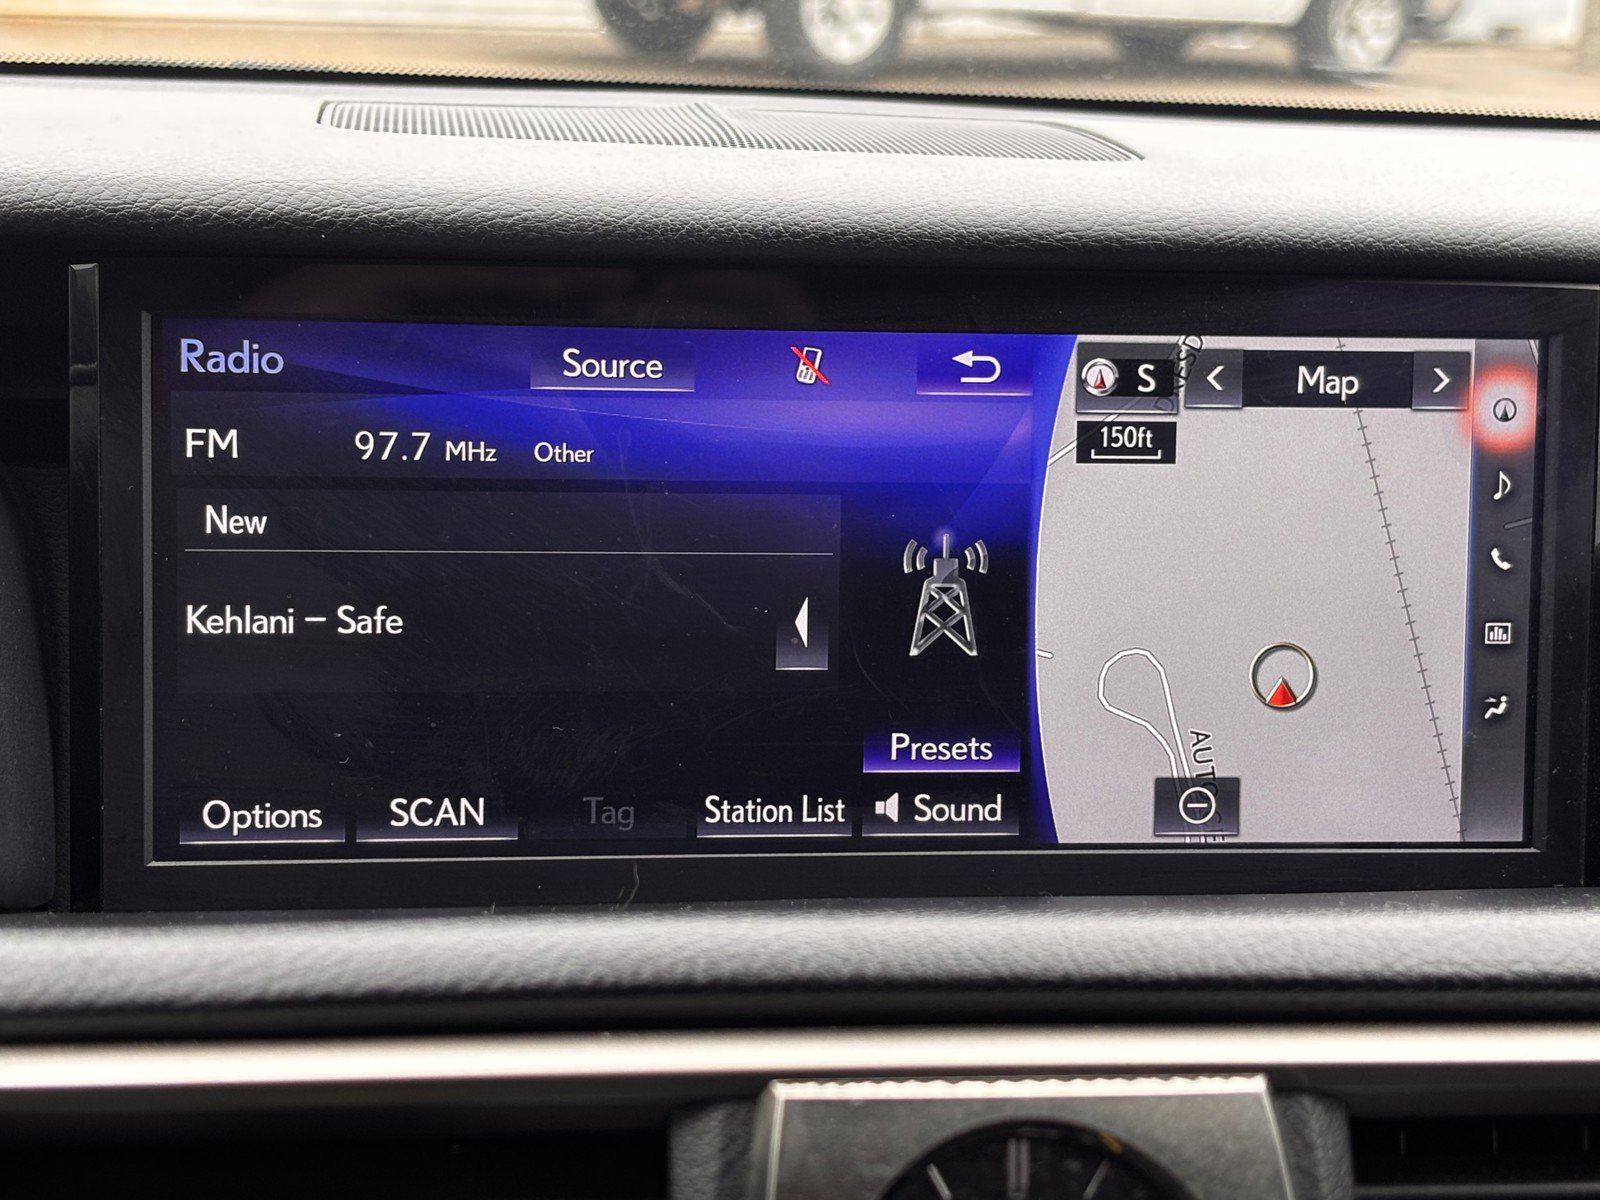 Radio
Source
FM 97.7 MHz Other
New
Kehlani – Safe
Presets
Options SCAN Tag Station List Sound
S < Map >
150ft